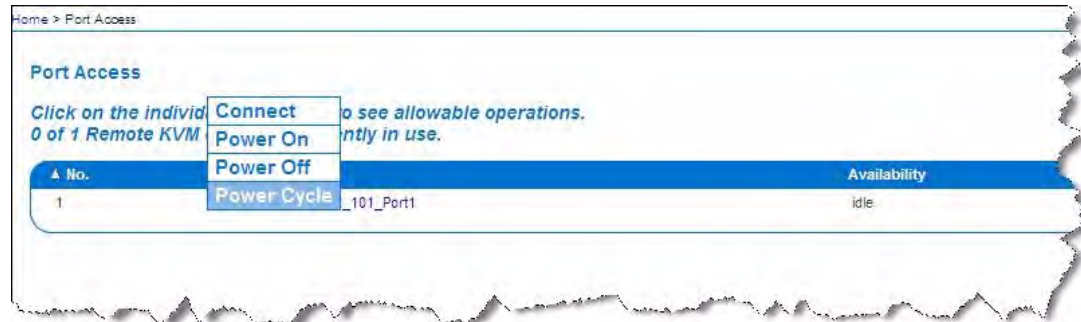 Home > Port Access
Port Access
Click on the individ o see allowable operations.
0 of 1 Remote KVM ntly in use.
Connect
Power On
Power Off
Power Cycle
▲ No. Availability
1 _101_Port1 idle